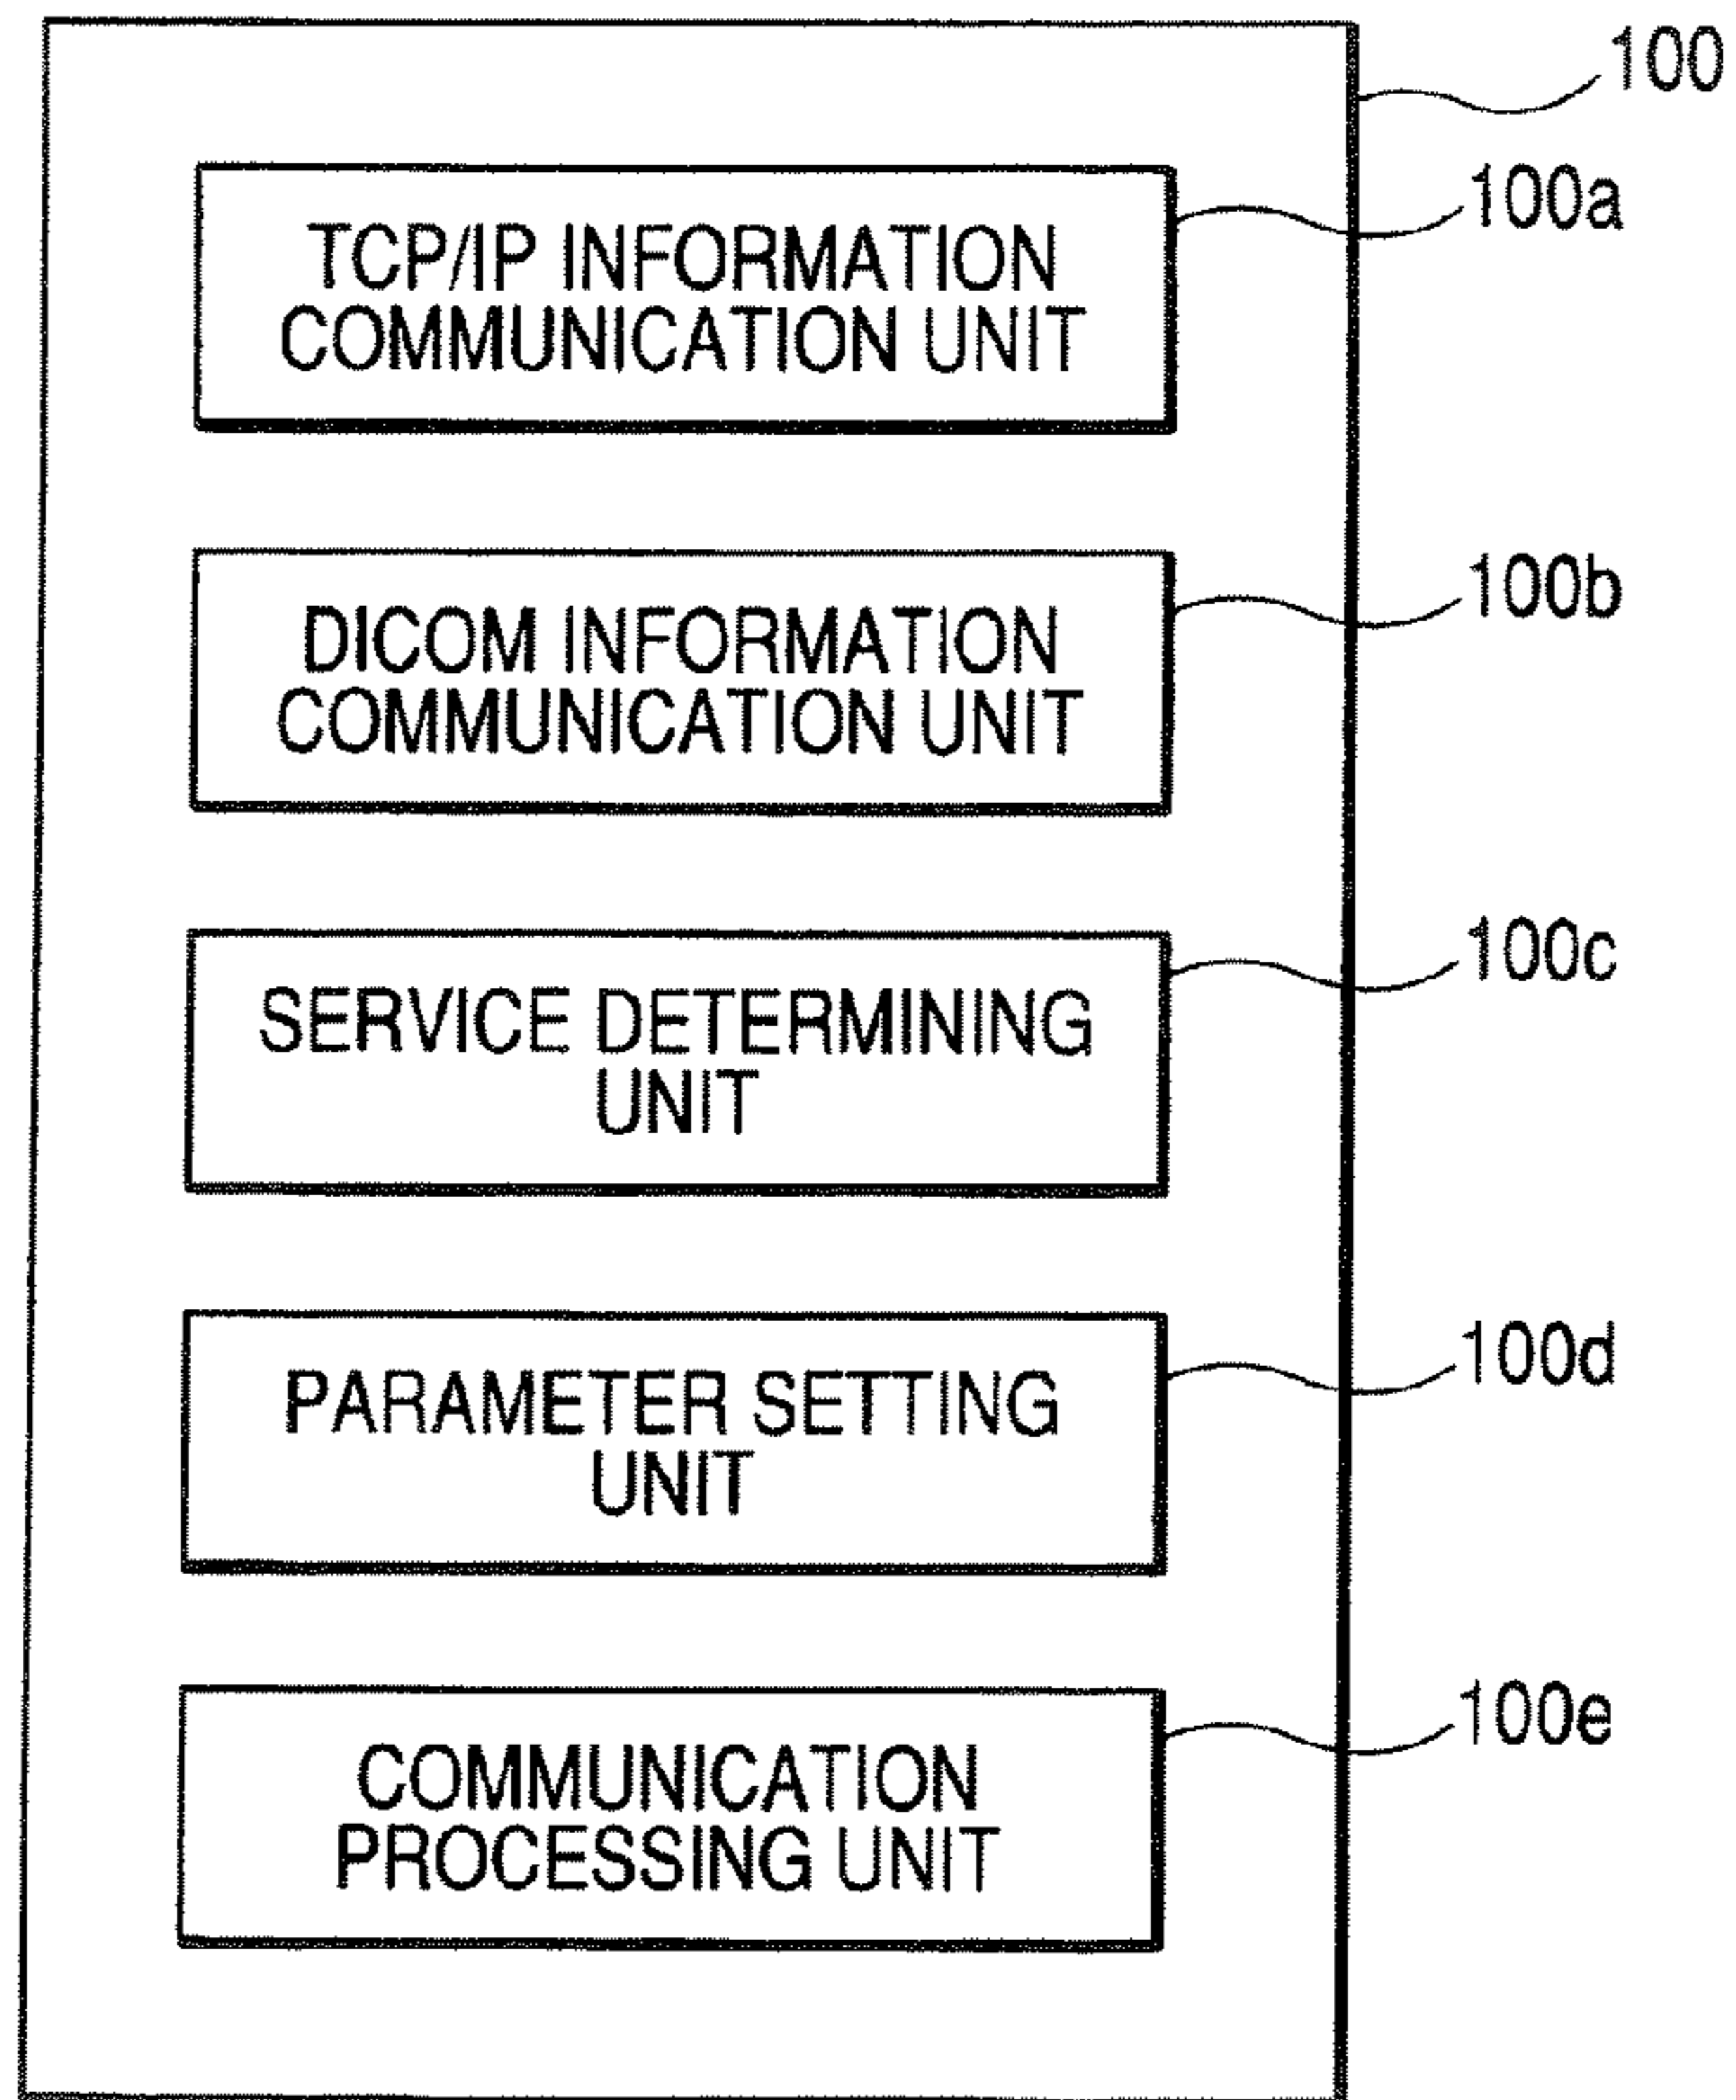 100
100a
TCP/IP INFORMATION
COMMUNICATION UNIT
100b
DICOM INFORMATION
COMMUNICATION UNIT
100c
SERVICE DETERMINING
UNIT
100d
PARAMETER SETTING
UNIT
100e
COMMUNICATION
PROCESSING UNIT